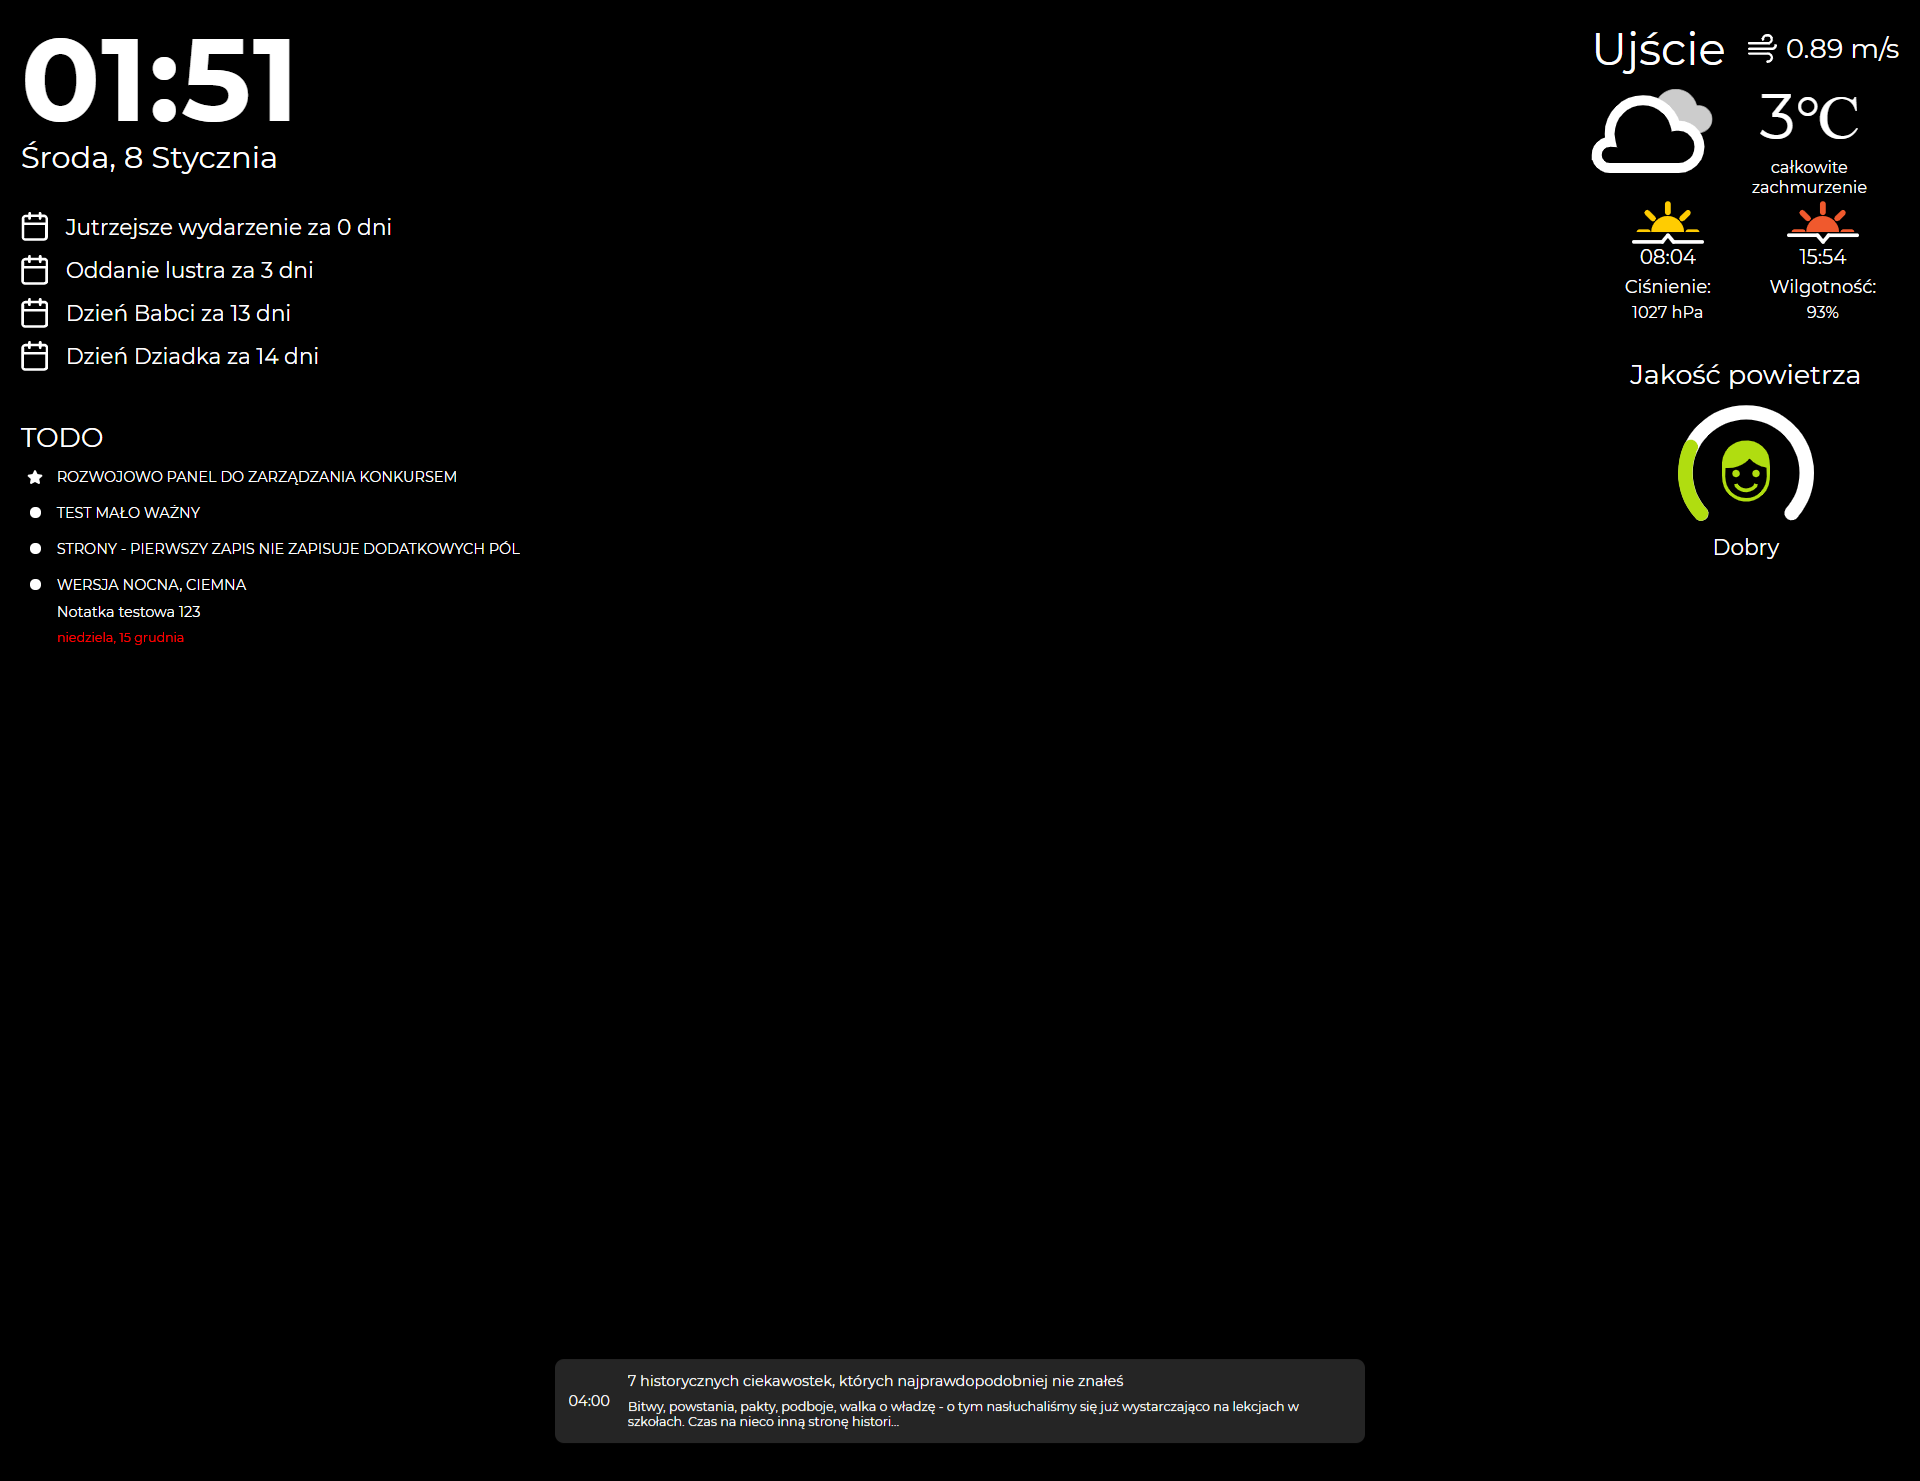 01:51
Środa, 8 Stycznia
Jutrzejsze wydarzenie za 0 dni
Oddanie lustra za 3 dni
Dzień Babci za 13 dni
Dzień Dziadka za 14 dni
TODO
ROZWOJOWO PANEL DO ZARZĄDZANIA KONKURSEM
TEST MAŁO WAŻNY
STRONY - PIERWSZY ZAPIS NIE ZAPISUJE DODATKOWYCH PÓL
WERSJA NOCNA, CIEMNA
Notatka testowa 123
niedziela, 15 grudnia
Ujście 0.89 m/s
3°C
całkowite
zachmurzenie
08:04 15:54
Ciśnienie: Wilgotność:
1027 hPa 93%
Jakość powietrza
Dobry
7 historycznych ciekawostek, których najprawdopodobniej nie znałeś
04:00
Bitwy, powstania, pakty, podboje, walka o władzę - o tym nasłuchaliśmy się już wystarczająco na lekcjach w
szkołach. Czas na nieco inną stronę histori...